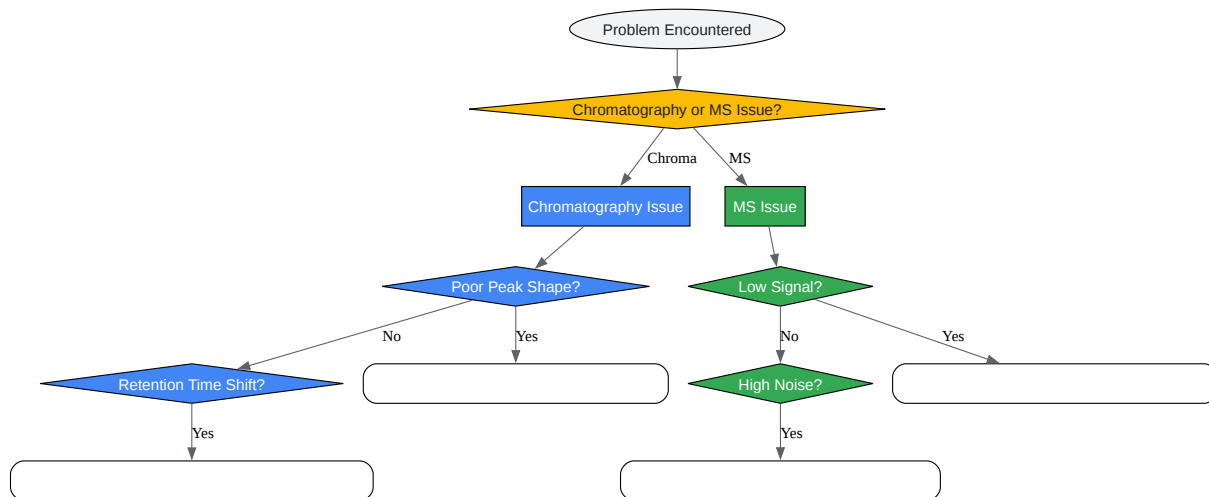 Problem Encountered
Chromatography or MS Issue?
Chroma
MS
Chromatography Issue
MS Issue
Poor Peak Shape?
Low Signal?
No
Yes
No
Yes
Retention Time Shift?
High Noise?
Yes
Yes